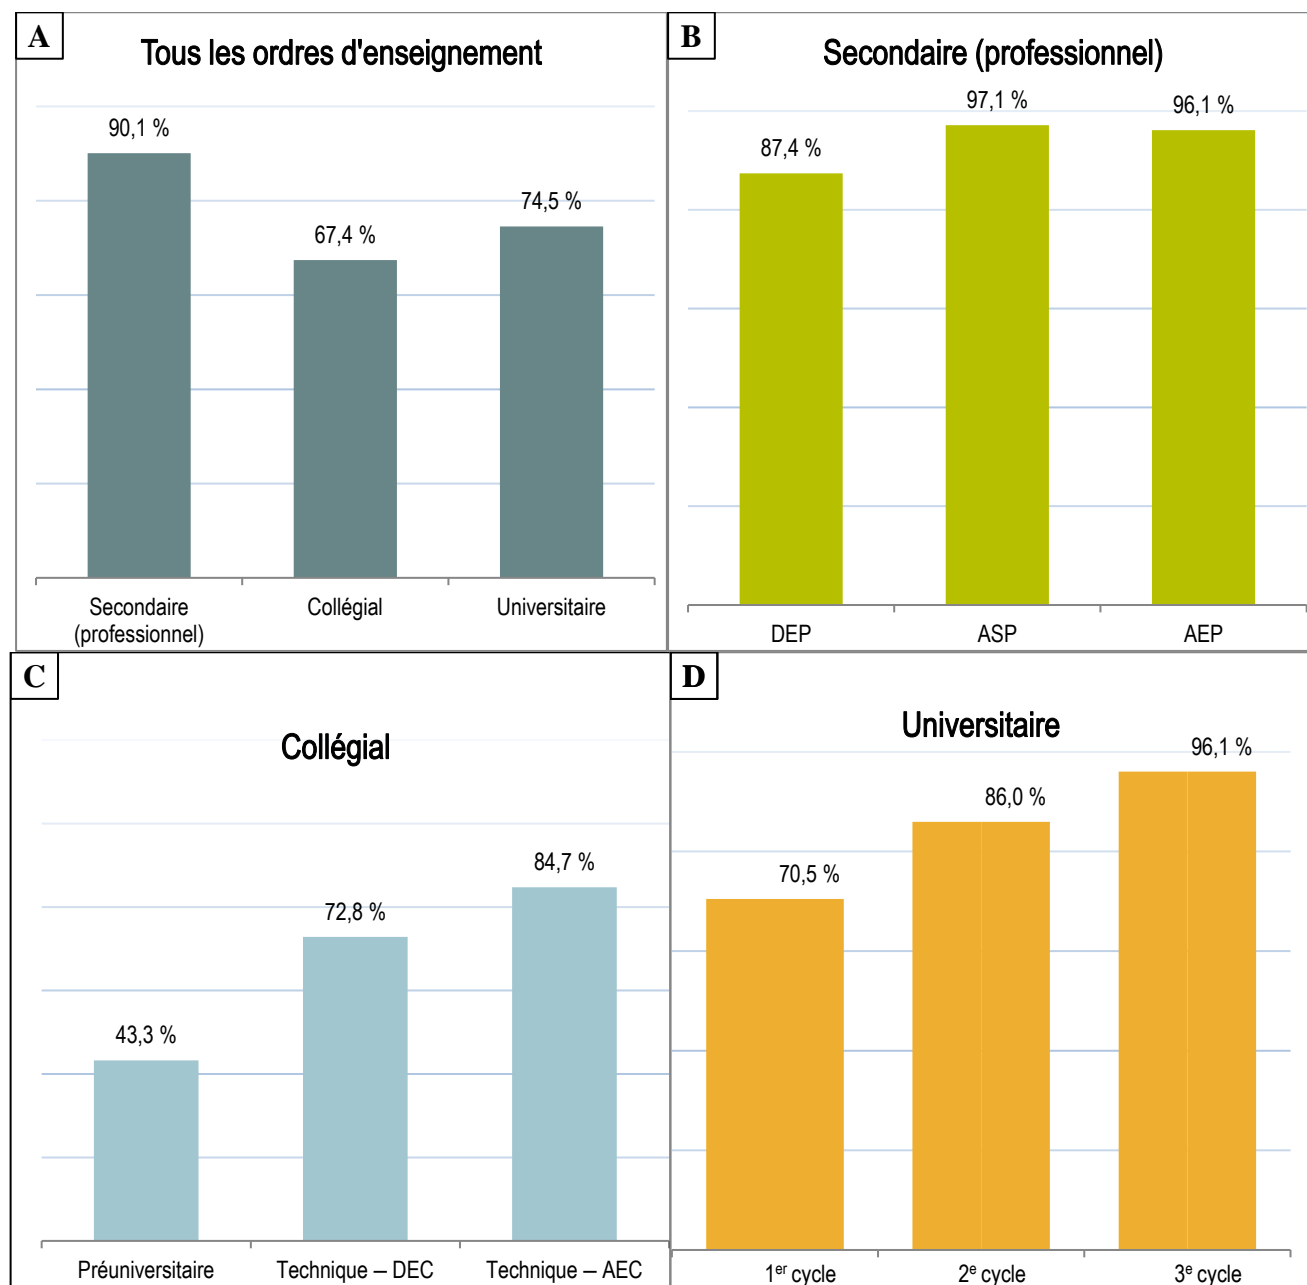 A
Tous les ordres d'enseignement
90,1 %
67,4 %
74,5 %
Secondaire
(professionnel)
Collégial
Universitaire
B
Secondaire (professionnel)
87,4 %
97,1 %
96,1 %
DEP
ASP
AEP
C
Collégial
43,3 %
72,8 %
84,7 %
Préuniversitaire
Technique – DEC
Technique – AEC
D
Universitaire
70,5 %
86,0 %
96,1 %
1er cycle
2e cycle
3e cycle